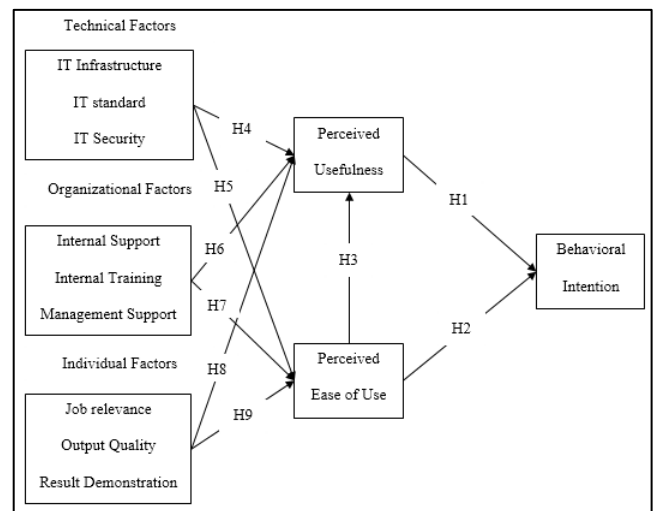 Technical Factors
IT Infrastructure
IT standard
IT Security
H4
Perceived
Usefulness
H5
Organizational Factors
H1
Internal Support
Internal Training
Management Support
H6
H3
Behavioral
Intention
H7
H2
Individual Factors
H8
Perceived
Ease of Use
Job relevance
Output Quality
Result Demonstration
H9